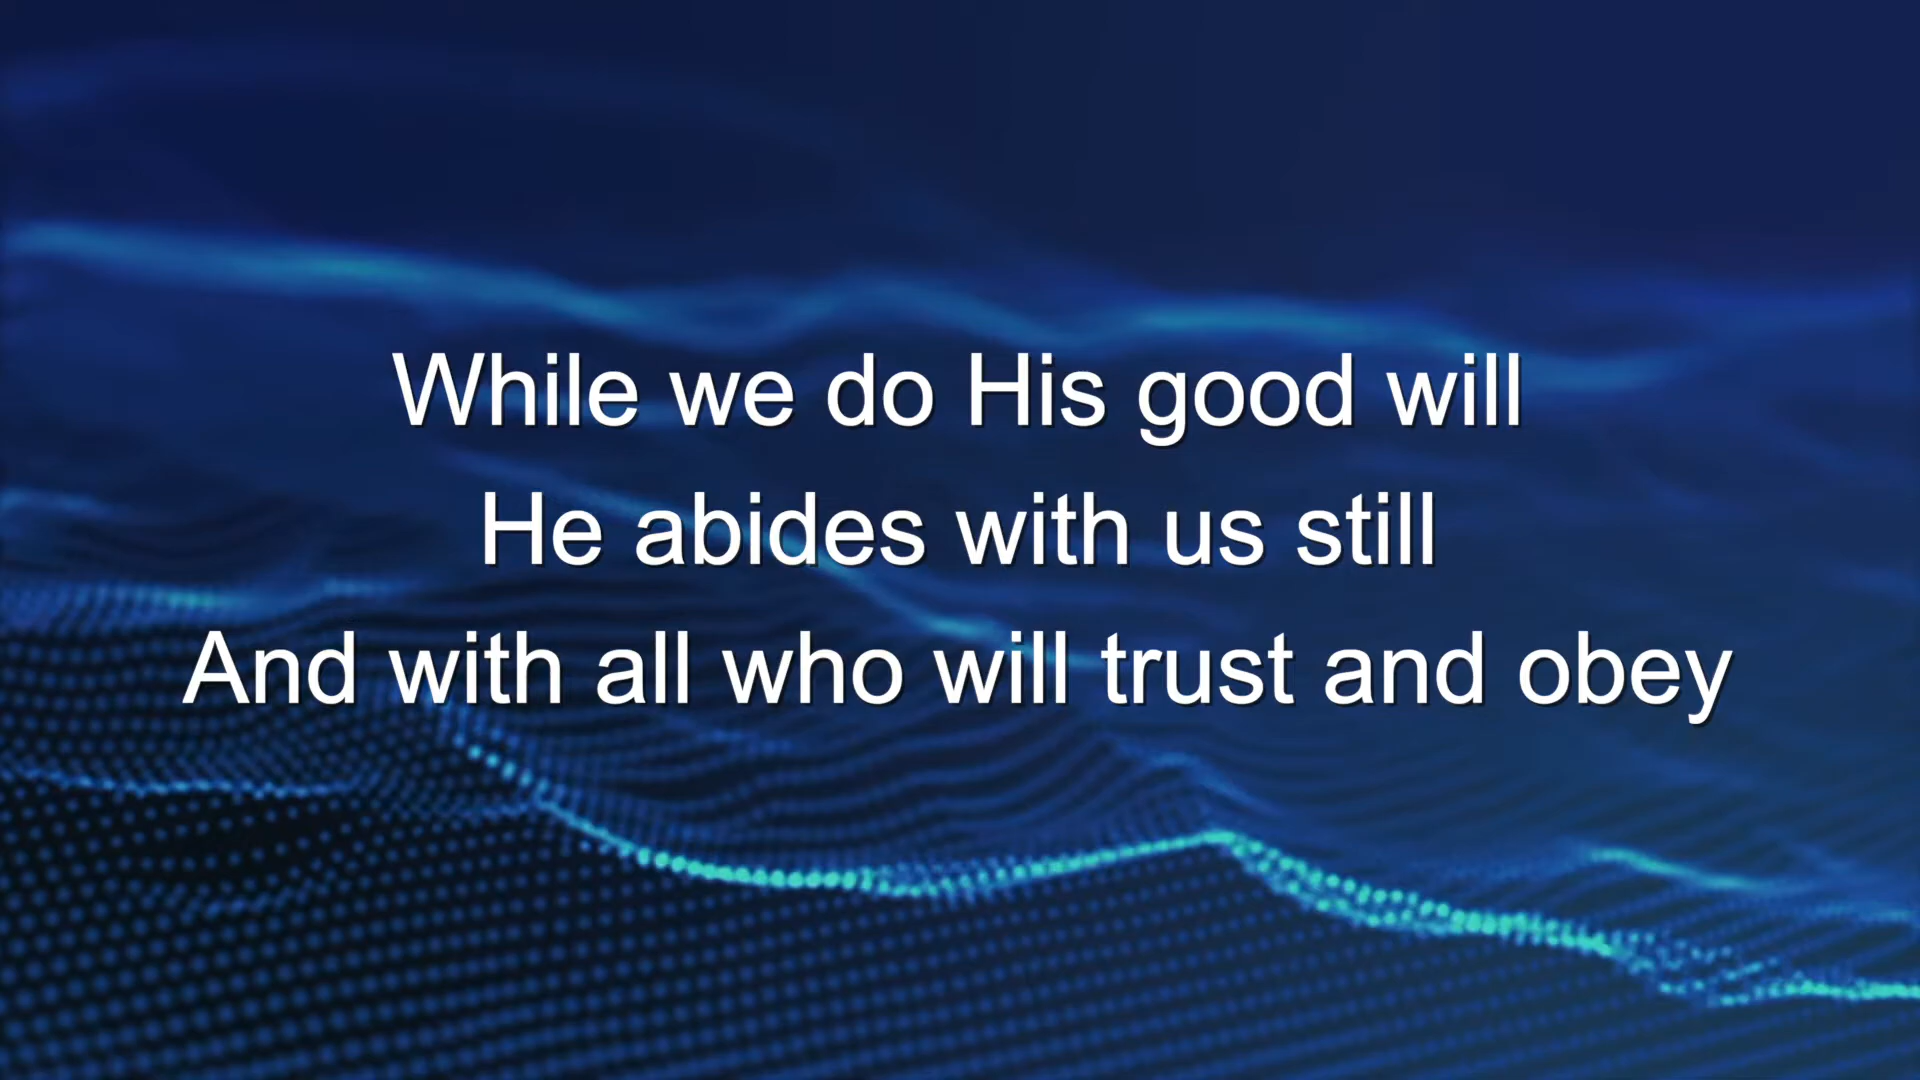 While we do His good will
He abides with us still
And with all who will trust and obey